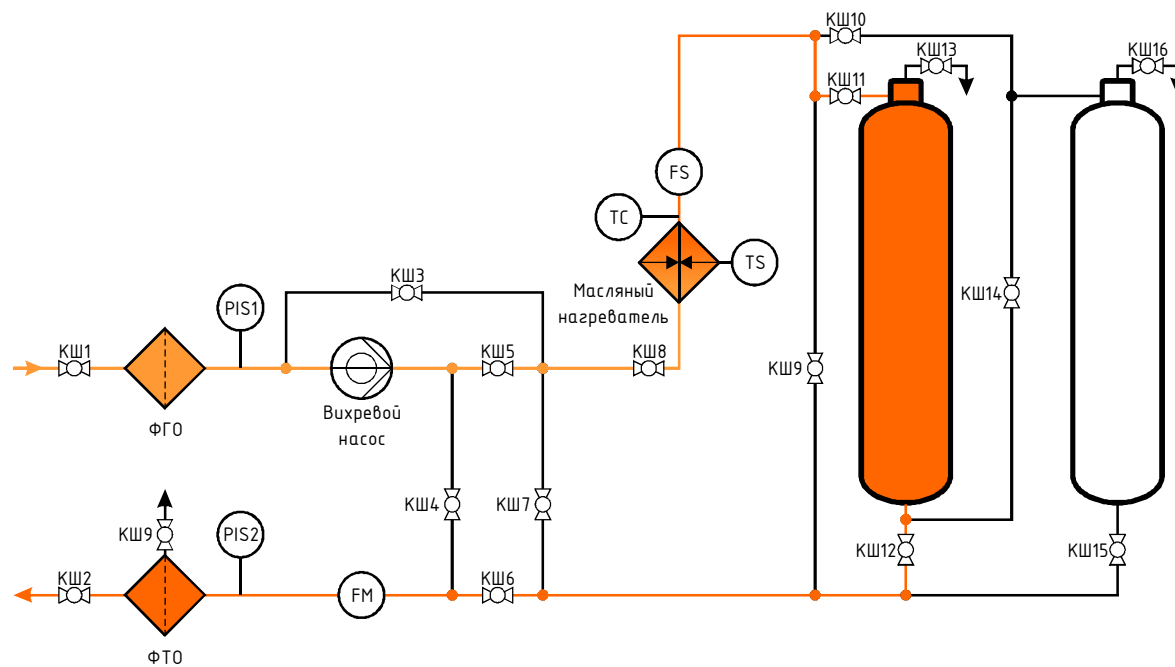 КШ10
КШ13
КШ16
КШ11
FS
TC
TS
КШ3
Масляный
нагреватель
PIS1
КШ14
КШ1
КШ5
КШ8
КШ9
Вихревой
насос
ФГО
КШ4
КШ7
КШ9
PIS2
КШ12
КШ15
КШ2
КШ6
FM
ФТО